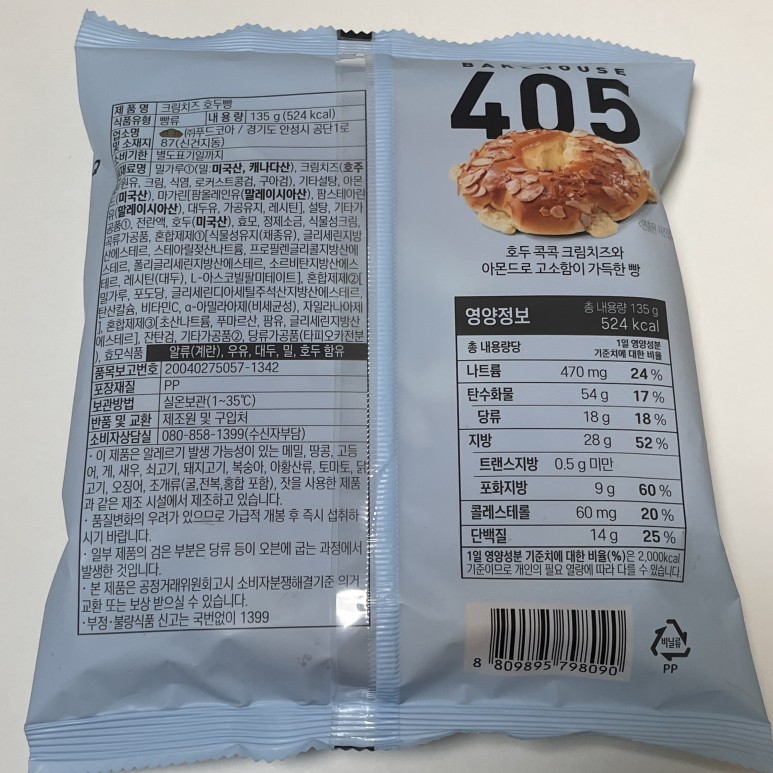 제품명 크림치즈 호두빵
식품유형 빵류 내용량 135 g (524 kcal)
업소명 및 소재지 ㈜푸드코아 / 경기도 안성시 공단1로
87(신건지동)
소비기한 별도표기일까지
원재료명 밀가루①(밀:미국산, 캐나다산), 크림치즈(호주
원유, 크림, 식염, 로커스트콩검, 구아검), 기타설탕, 아몬
드(미국산), 마가린[팜올레인유(말레이시아산), 팜스테아린
유(말레이시아산), 대두유, 가공유지, 레시틴], 설탕, 기타가
공품①, 전란액, 호두(미국산), 효모, 정제소금, 식물성크림,
곡류가공품, 혼합제제①[식물성유지(채종유), 글리세린지방
산에스테르, 스테아릴젖산나트륨, 프로필렌글리콜지방산에
스테르, 폴리글리세린지방산에스테르, 소르비탄지방산에스
테르, 레시틴(대두), L-아스코빌팔미테이트], 혼합제제②[
밀가루, 포도당, 글리세린디아세틸주석산지방산에스테르,
탄산칼슘, 비타민C, α-아밀라아제(비세균성), 자일라나아제
], 혼합제제③[초산나트륨, 푸마르산, 팜유, 글리세린지방산
에스테르], 잔탄검, 기타가공품②, 당류가공품(타피오카전분
), 효모식품 알류(계란), 우유, 대두, 밀, 호두 함유
품목보고번호 20040275057-1342
포장재질 PP
보관방법 실온보관(1~35℃)
반품 및 교환 제조원 및 구입처
소비자상담실 080-858-1399(수신자부담)
· 이 제품은 알레르기 발생 가능성이 있는 메밀, 땅콩, 고등
어, 게, 새우, 쇠고기, 돼지고기, 복숭아, 아황산류, 토마토, 닭
고기, 오징어, 조개류(굴,전복,홍합 포함), 잣을 사용한 제품
과 같은 제조 시설에서 제조하고 있습니다.
· 품질변화의 우려가 있으므로 가급적 개봉 후 즉시 섭취하
시기 바랍니다.
· 일부 제품의 검은 부분은 당류 등이 오븐에 굽는 과정에서
발생한 것입니다.
· 본 제품은 공정거래위원회고시 소비자분쟁해결기준 의거
교환 또는 보상 받으실 수 있습니다.
· 부정·불량식품 신고는 국번없이 1399
BAKEHOUSE
405
호두 콕콕 크림치즈와
아몬드로 고소함이 가득한 빵
영양정보 총 내용량 135 g
524 kcal
총 내용량당 1일 영양성분
기준치에 대한 비율
나트륨 470 mg 24 %
탄수화물 54 g 17 %
당류 18 g 18 %
지방 28 g 52 %
트랜스지방 0.5 g 미만
포화지방 9 g 60 %
콜레스테롤 60 mg 20 %
단백질 14 g 25 %
1일 영양성분 기준치에 대한 비율(%)은 2,000kcal
기준이므로 개인의 필요 열량에 따라 다를 수 있습니다.
8 809895 798090
비닐류
PP